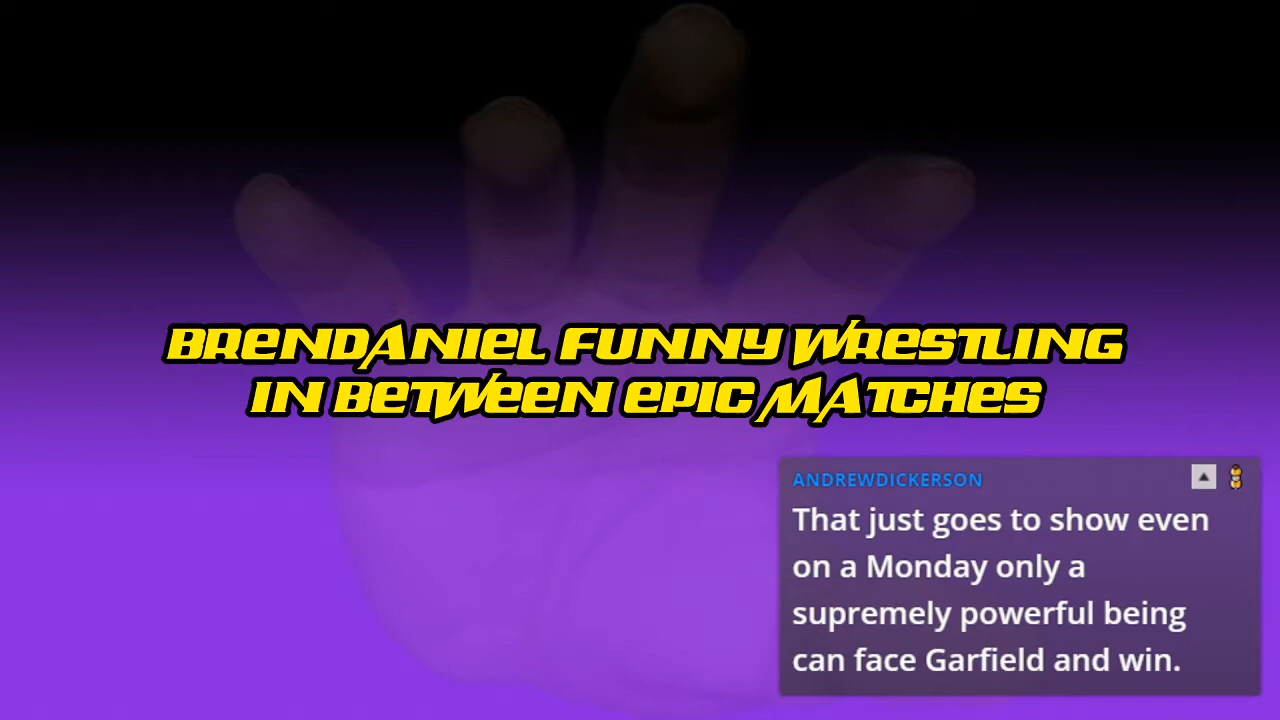 BRENDANIEL FUNNY WRESTLING
IN BETWEEN EPIC MATCHES
ANDREWDICKERSON
That just goes to show even
on a Monday only a
supremely powerful being
can face Garfield and win.